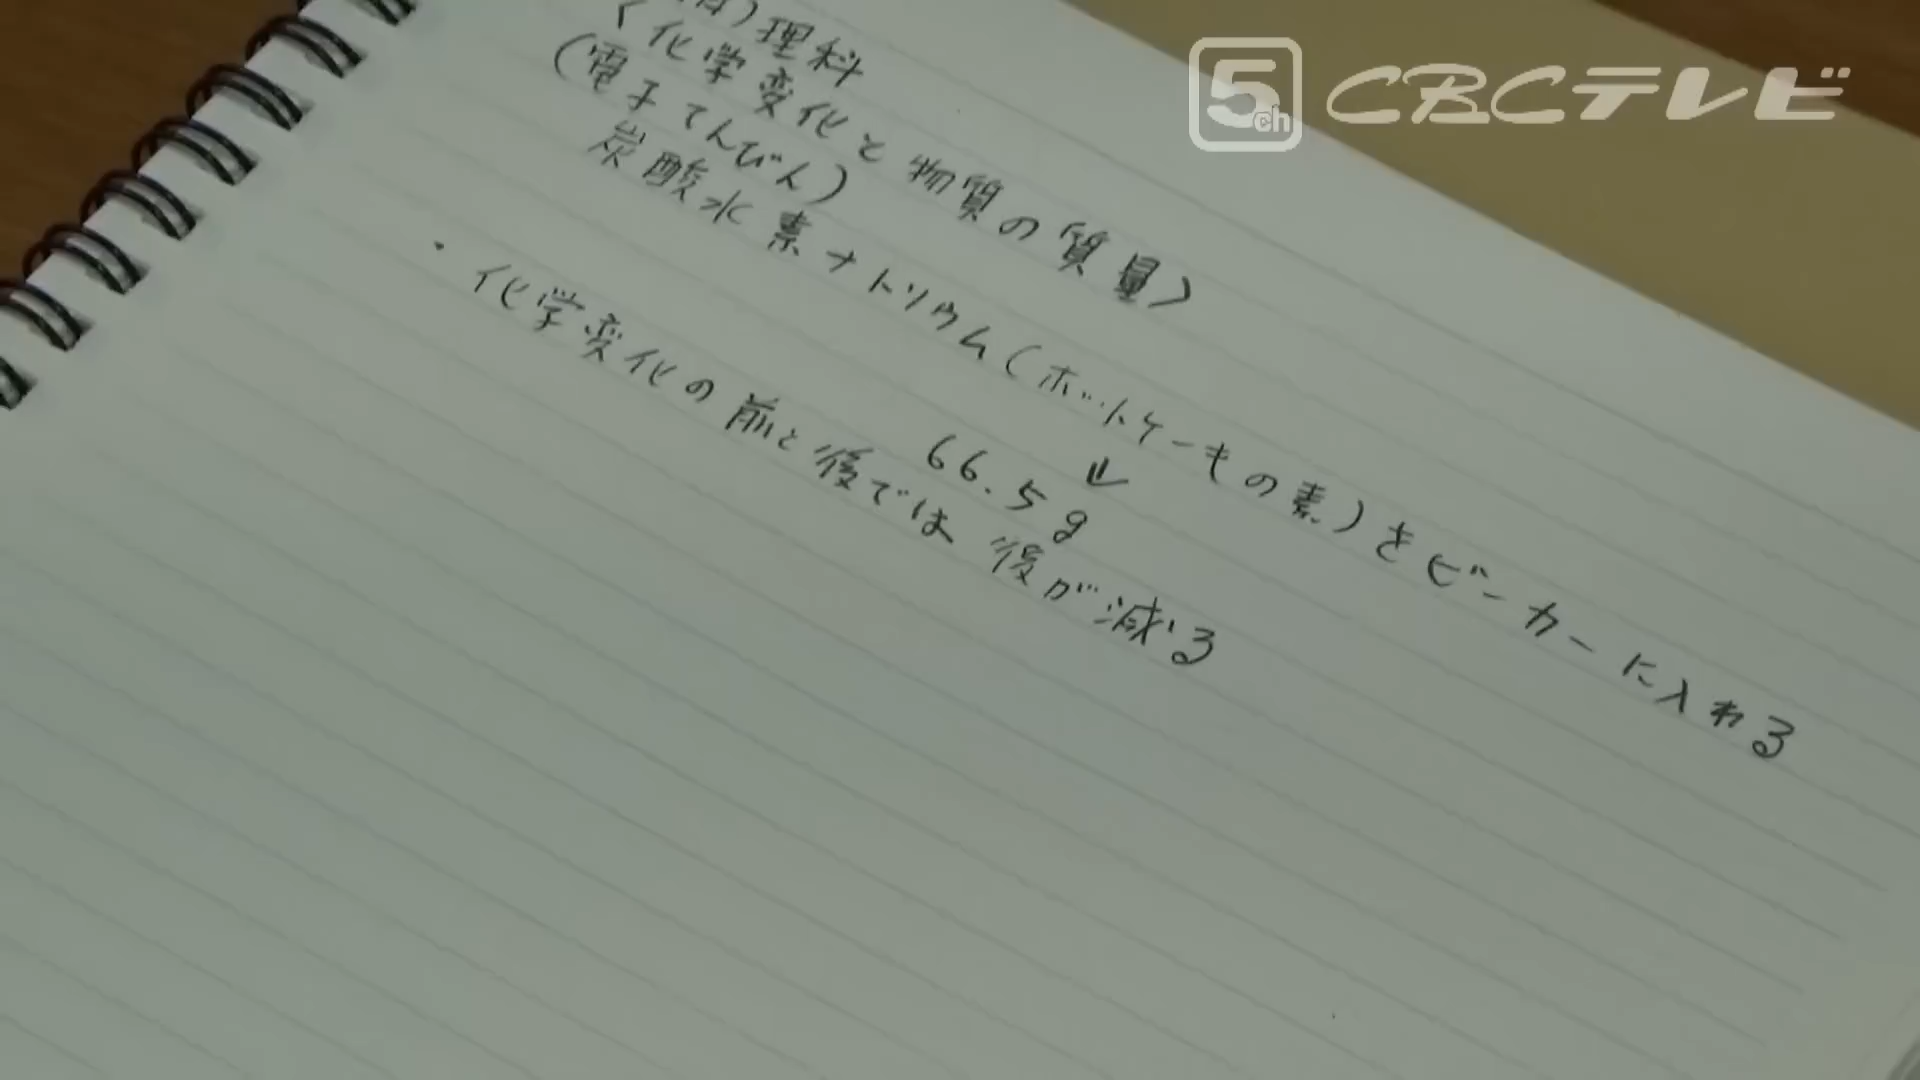 理科
〈化学変化と物質の質量〉
(電子てんびん)
炭酸水素ナトリウム(ホットケーキの素)をビーカーに入れる
↓
66.5g
・化学変化の前と後では後が減る
5ch CBCテレビ